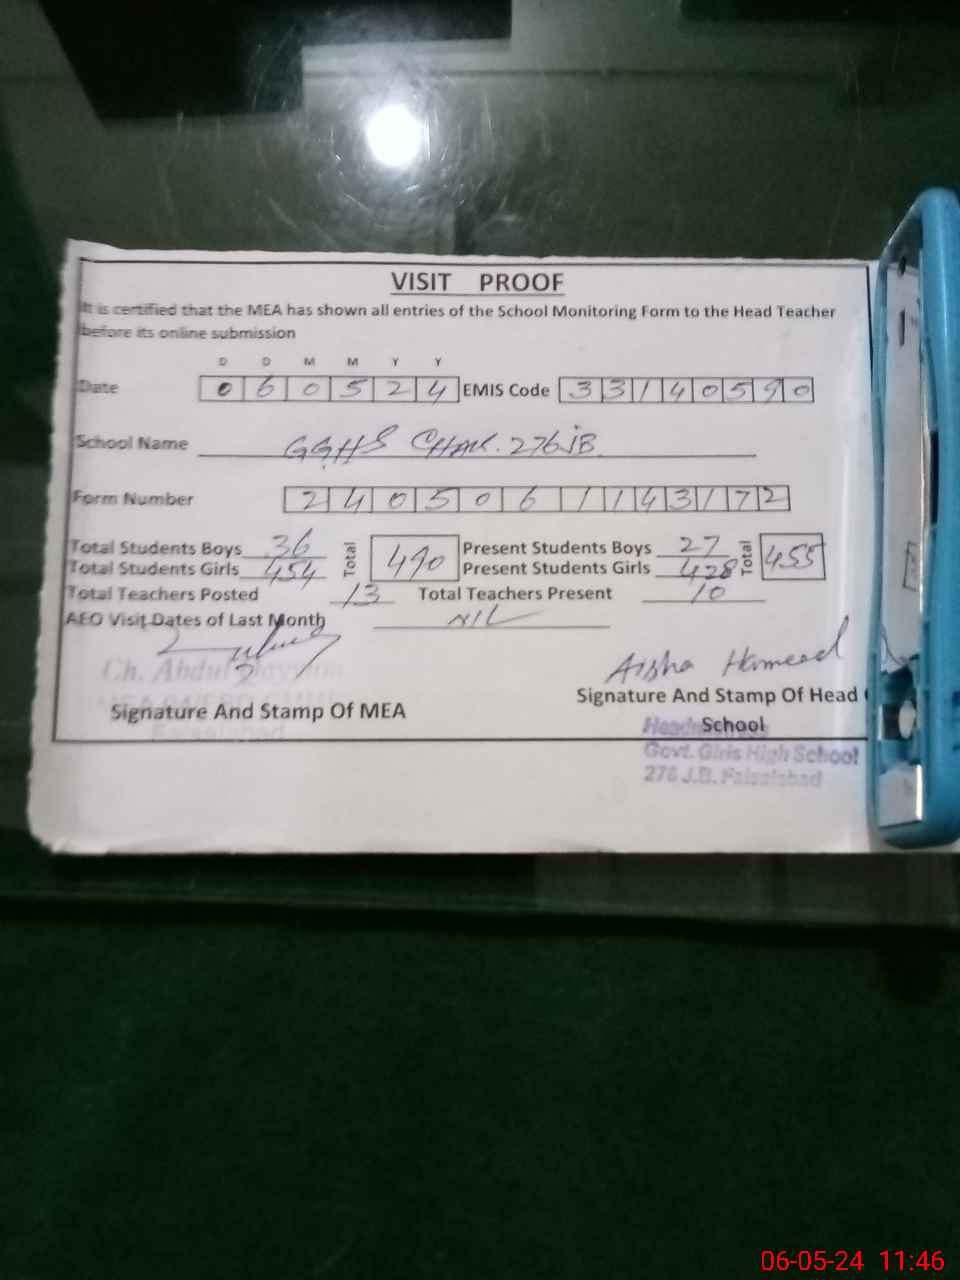 VISIT PROOF
It is certified that the MEA has shown all entries of the School Monitoring Form to the Head Teacher
before its online submission
D D M M Y Y
Date 0 6 0 5 2 4 EMIS Code 3 3 1 4 0 5 9 0
School Name GGHS CHAK. 276JB
Form Number 2 4 0 5 0 6 1 1 4 3 1 7 2
Total Students Boys 36 Total 490 Present Students Boys 27 Total 455
Total Students Girls 454 Present Students Girls 428
Total Teachers Posted 13 Total Teachers Present 10
AEO Visit Dates of Last Month NIL
Ch. Abdul
Aisha Hameed
Signature And Stamp Of MEA
Signature And Stamp Of Head
School
Faisalabad
Govt. Girls High School
276 J.B. Faisalabad
06-05-24 11:46